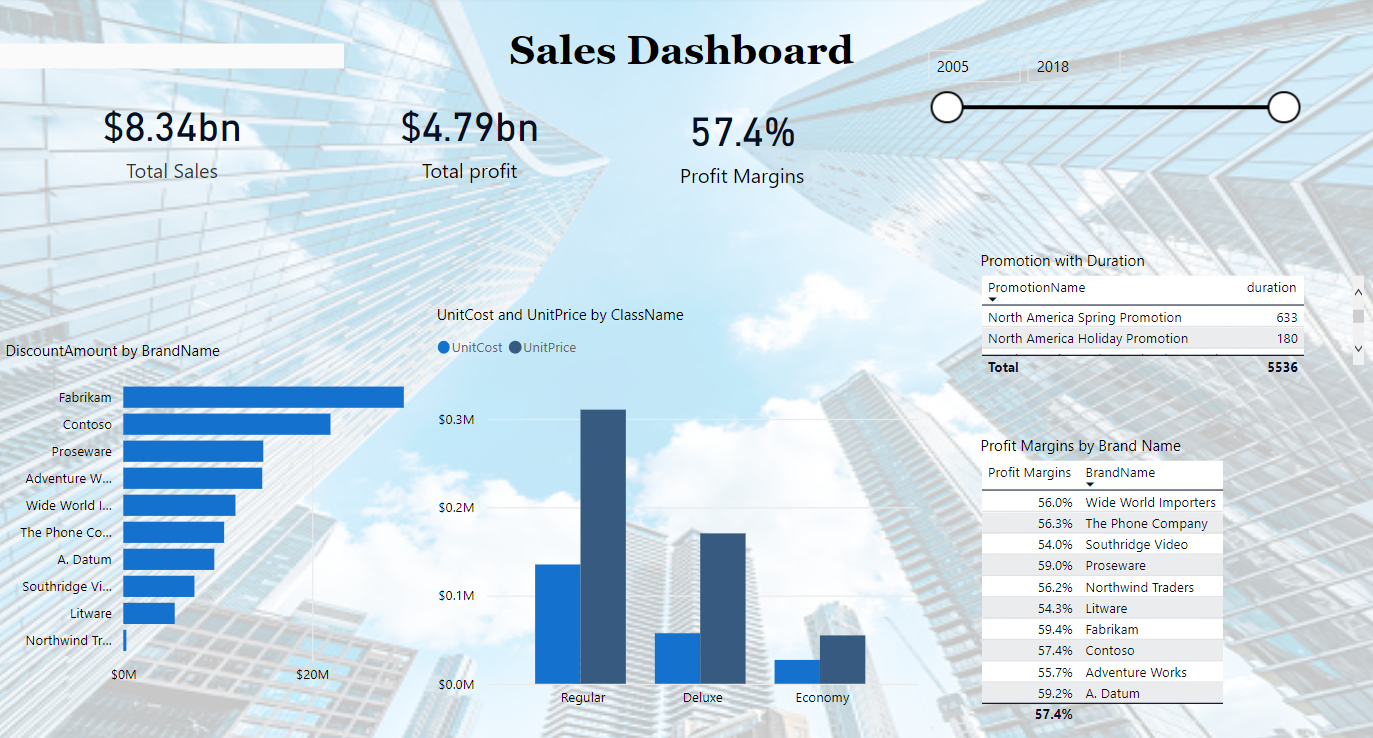 Sales Dashboard
2005 2018
$8.34bn
Total Sales
$4.79bn
Total profit
57.4%
Profit Margins
DiscountAmount by BrandName
Fabrikam
Contoso
Proseware
Adventure W...
Wide World I...
The Phone Co...
A. Datum
Southridge Vi...
Litware
Northwind Tr...
$0M $20M
UnitCost and UnitPrice by ClassName
UnitCost UnitPrice
$0.3M
$0.2M
$0.1M
$0.0M
Regular Deluxe Economy
Promotion with Duration
PromotionName duration
North America Spring Promotion 633
North America Holiday Promotion 180
Total 5536
Profit Margins by Brand Name
Profit Margins BrandName
56.0% Wide World Importers
56.3% The Phone Company
54.0% Southridge Video
59.0% Proseware
56.2% Northwind Traders
54.3% Litware
59.4% Fabrikam
57.4% Contoso
55.7% Adventure Works
59.2% A. Datum
57.4%